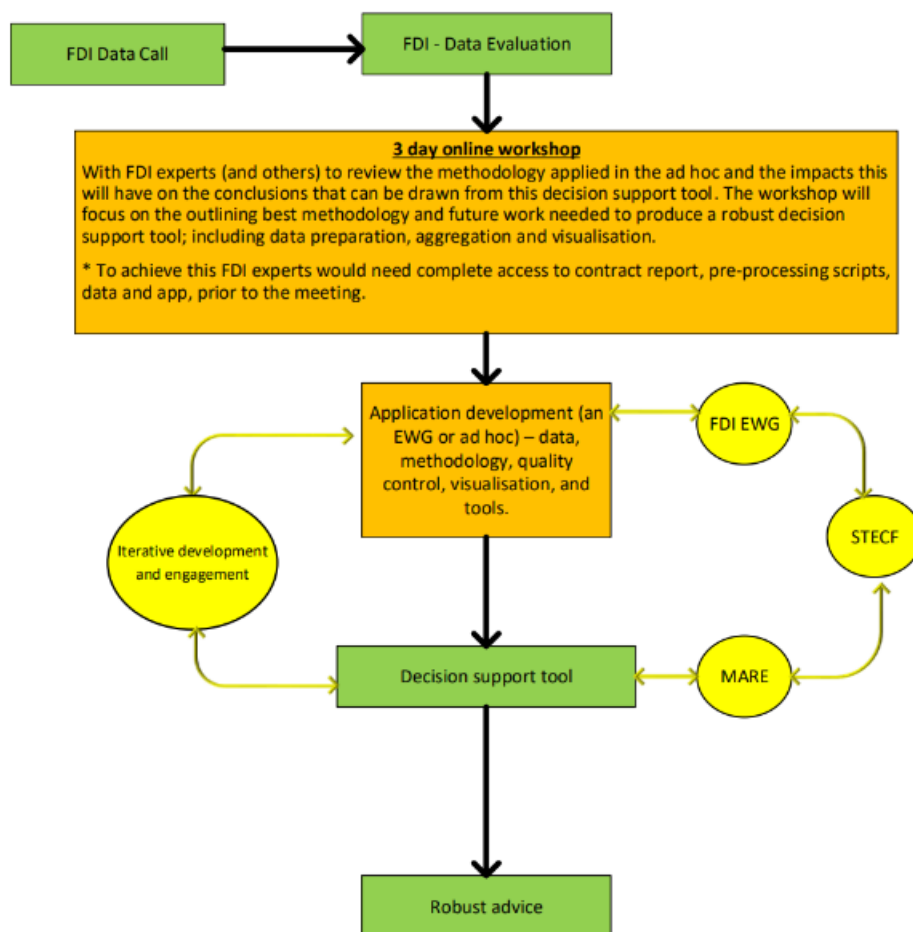 FDI Data Call
FDI - Data Evaluation
3 day online workshop
With FDI experts (and others) to review the methodology applied in the ad hoc and the impacts this
will have on the conclusions that can be drawn from this decision support tool. The workshop will
focus on the outlining best methodology and future work needed to produce a robust decision
support tool; including data preparation, aggregation and visualisation.
* To achieve this FDI experts would need complete access to contract report, pre-processing scripts,
data and app, prior to the meeting.
Application development (an
EWG or ad hoc) – data,
methodology, quality
control, visualisation, and
tools.
FDI EWG
STECF
Iterative development
and engagement
Decision support tool
MARE
Robust advice